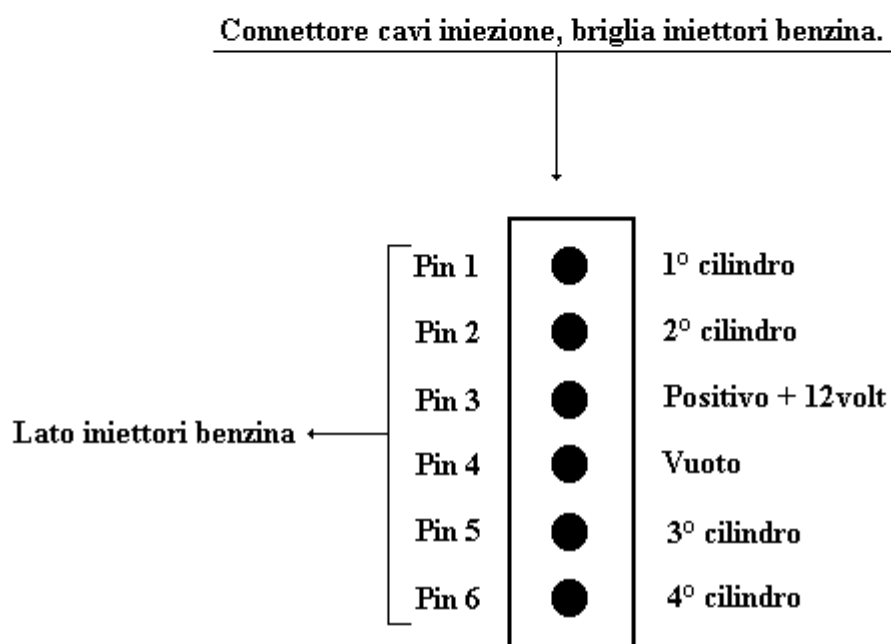 Connettore cavi iniezione, briglia iniettori benzina.
Pin 1 1° cilindro
Pin 2 2° cilindro
Pin 3 Positivo + 12volt
Lato iniettori benzina
Pin 4 Vuoto
Pin 5 3° cilindro
Pin 6 4° cilindro